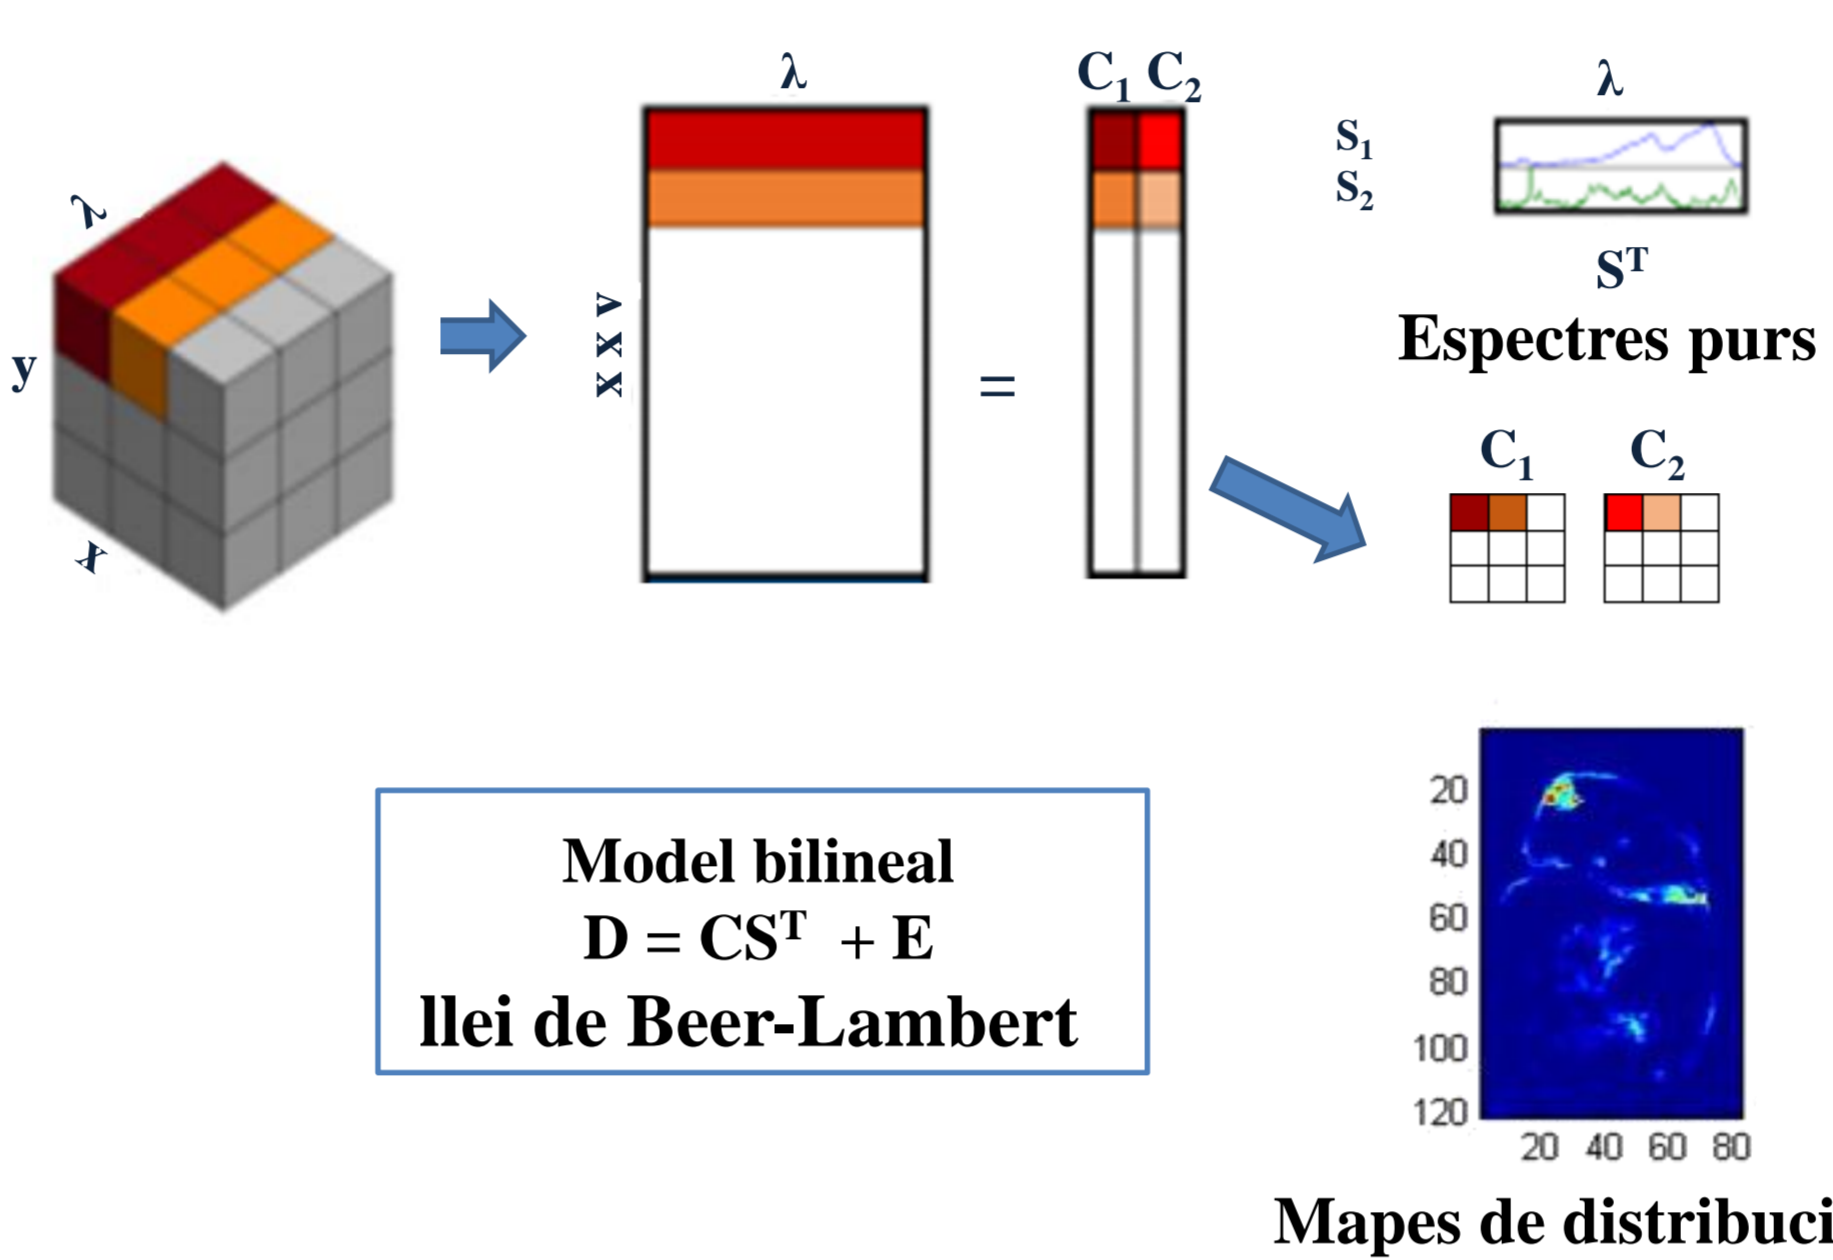 λ
y
x
λ
x x y
=
C₁ C₂
λ
S₁
S₂
Sᵀ
Espectres purs
C₁ C₂
Model bilineal
D = CSᵀ + E
llei de Beer-Lambert
20
40
60
80
100
120
20 40 60 80
Mapes de distribuci